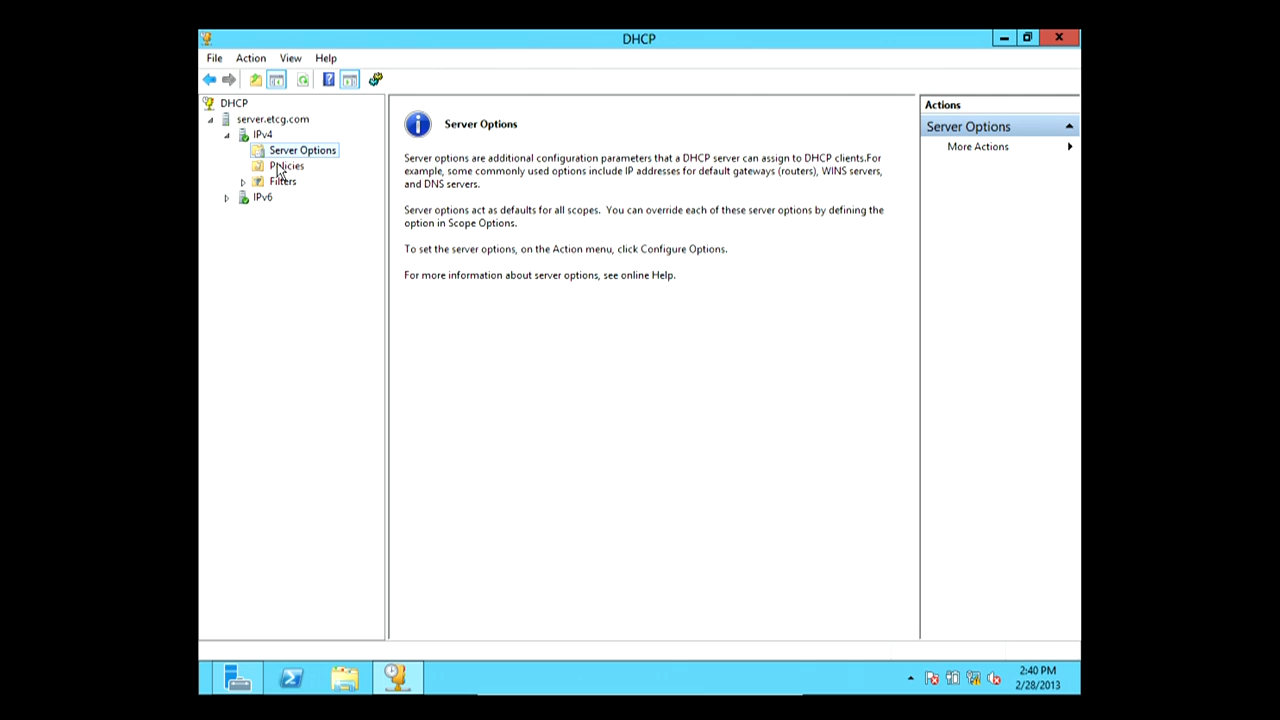 DHCP
File Action View Help
DHCP
server.etcg.com
IPv4
Server Options
Policies
Filters
IPv6
Server Options
Server options are additional configuration parameters that a DHCP server can assign to DHCP clients.For
example, some commonly used options include IP addresses for default gateways (routers), WINS servers,
and DNS servers.
Server options act as defaults for all scopes. You can override each of these server options by defining the
option in Scope Options.
To set the server options, on the Action menu, click Configure Options.
For more information about server options, see online Help.
Actions
Server Options
More Actions
2:40 PM
2/28/2013